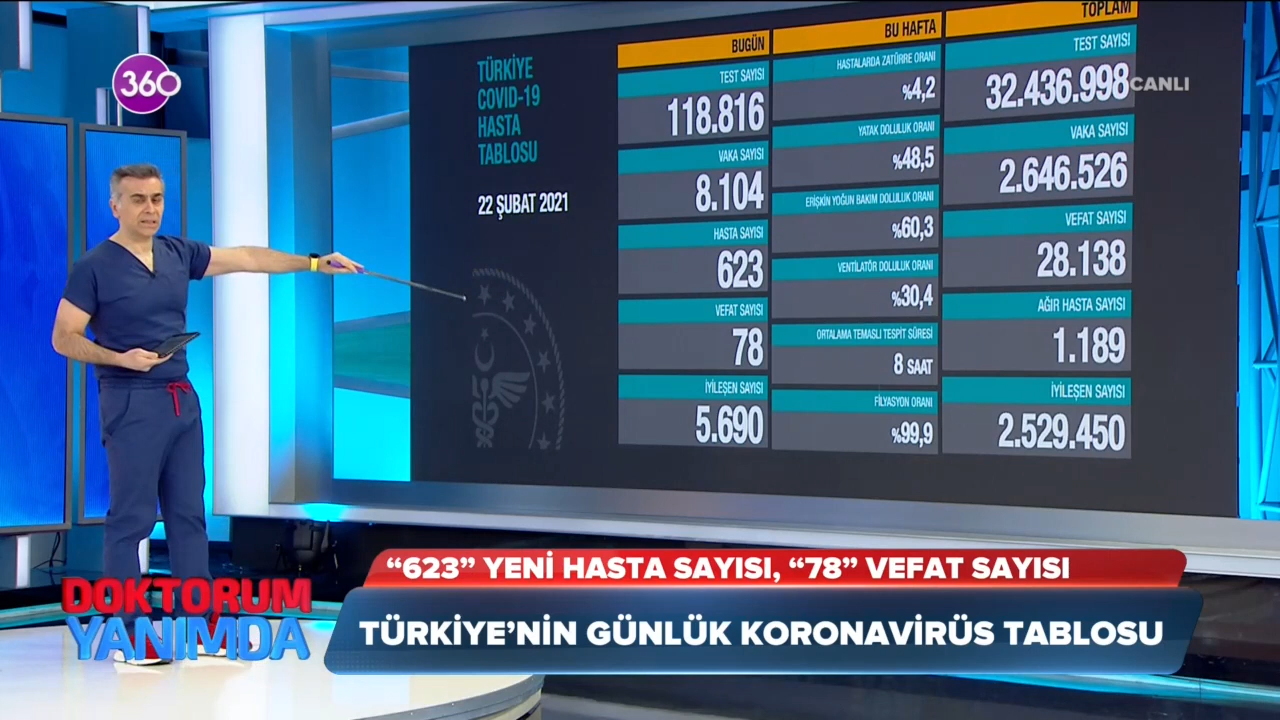 360
CANLI
TÜRKİYE
COVID-19
HASTA
TABLOSU
22 ŞUBAT 2021
BUGÜN
TEST SAYISI
118.816
VAKA SAYISI
8.104
HASTA SAYISI
623
VEFAT SAYISI
78
İYİLEŞEN SAYISI
5.690
BU HAFTA
HASTALARDA ZATÜRRE ORANI
%4,2
YATAK DOLULUK ORANI
%48,5
ERİŞKİN YOĞUN BAKIM DOLULUK ORANI
%60,3
VENTİLATÖR DOLULUK ORANI
%30,4
ORTALAMA TEMASLI TESPİT SÜRESİ
8 SAAT
FİLYASYON ORANI
%99,9
TOPLAM
TEST SAYISI
32.436.998
VAKA SAYISI
2.646.526
VEFAT SAYISI
28.138
AĞIR HASTA SAYISI
1.189
İYİLEŞEN SAYISI
2.529.450
“623” YENİ HASTA SAYISI, “78” VEFAT SAYISI
TÜRKİYE’NİN GÜNLÜK KORONAVİRÜS TABLOSU
DOKTORUM
YANIMDA